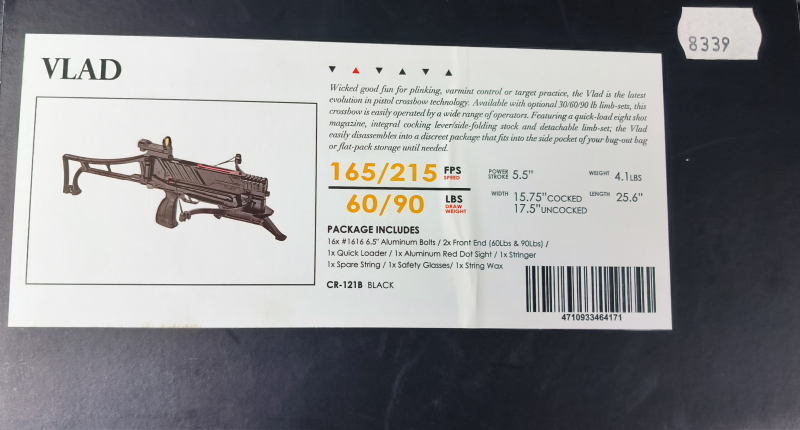 8339
VLAD
▼ ▲ ▼ ▲ ▼ ▲
Wicked good fun for plinking, varmint control or target practice, the Vlad is the latest
evolution in pistol crossbow technology. Available with optional 30/60/90 lb limb-sets, this
crossbow is easily operated by a wide range of operators. Featuring a quick-load eight shot
magazine, integral cocking lever/side-folding stock and detachable limb-set; the Vlad
easily disassembles into a discreet package that fits into the side pocket of your bug-out bag
or flat-pack storage until needed.
165/215 FPS SPEED
60/90 LBS DRAW WEIGHT
POWER STROKE 5.5" WEIGHT 4.1LBS
WIDTH 15.75"COCKED LENGTH 25.6"
17.5"UNCOCKED
PACKAGE INCLUDES
16x #1616 6.5" Aluminum Bolts / 2x Front End (60Lbs & 90Lbs) /
1x Quick Loader / 1x Aluminum Red Dot Sight / 1x Stringer
1x Spare String / 1x Safety Glasses/ 1x String Wax
CR-121B BLACK
4710933464171